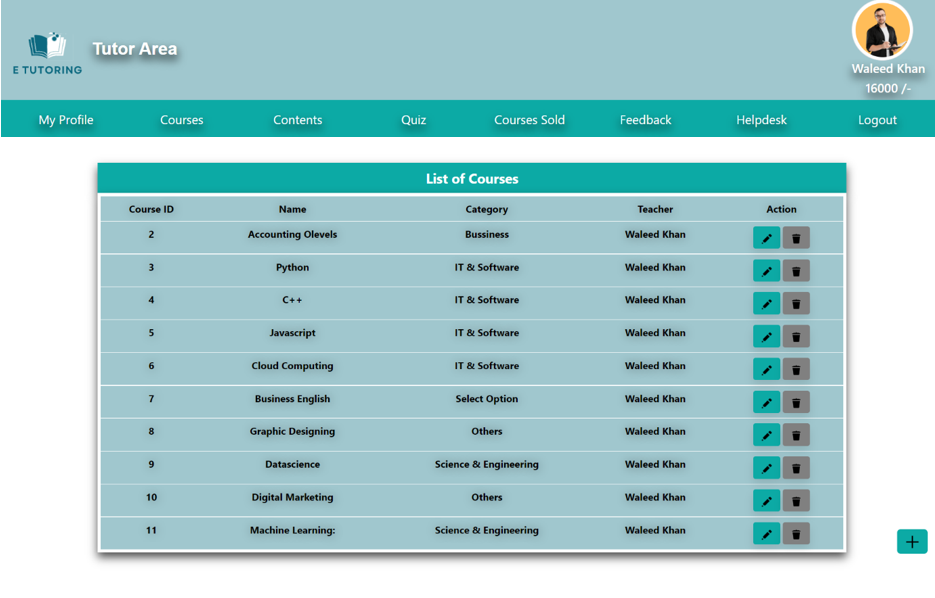 Tutor Area
E TUTORING
Waleed Khan
16000 /-
My Profile Courses Contents Quiz Courses Sold Feedback Helpdesk Logout
List of Courses
Course ID Name Category Teacher Action
2 Accounting Olevels Bussiness Waleed Khan
3 Python IT & Software Waleed Khan
4 C++ IT & Software Waleed Khan
5 Javascript IT & Software Waleed Khan
6 Cloud Computing IT & Software Waleed Khan
7 Business English Select Option Waleed Khan
8 Graphic Designing Others Waleed Khan
9 Datascience Science & Engineering Waleed Khan
10 Digital Marketing Others Waleed Khan
11 Machine Learning: Science & Engineering Waleed Khan